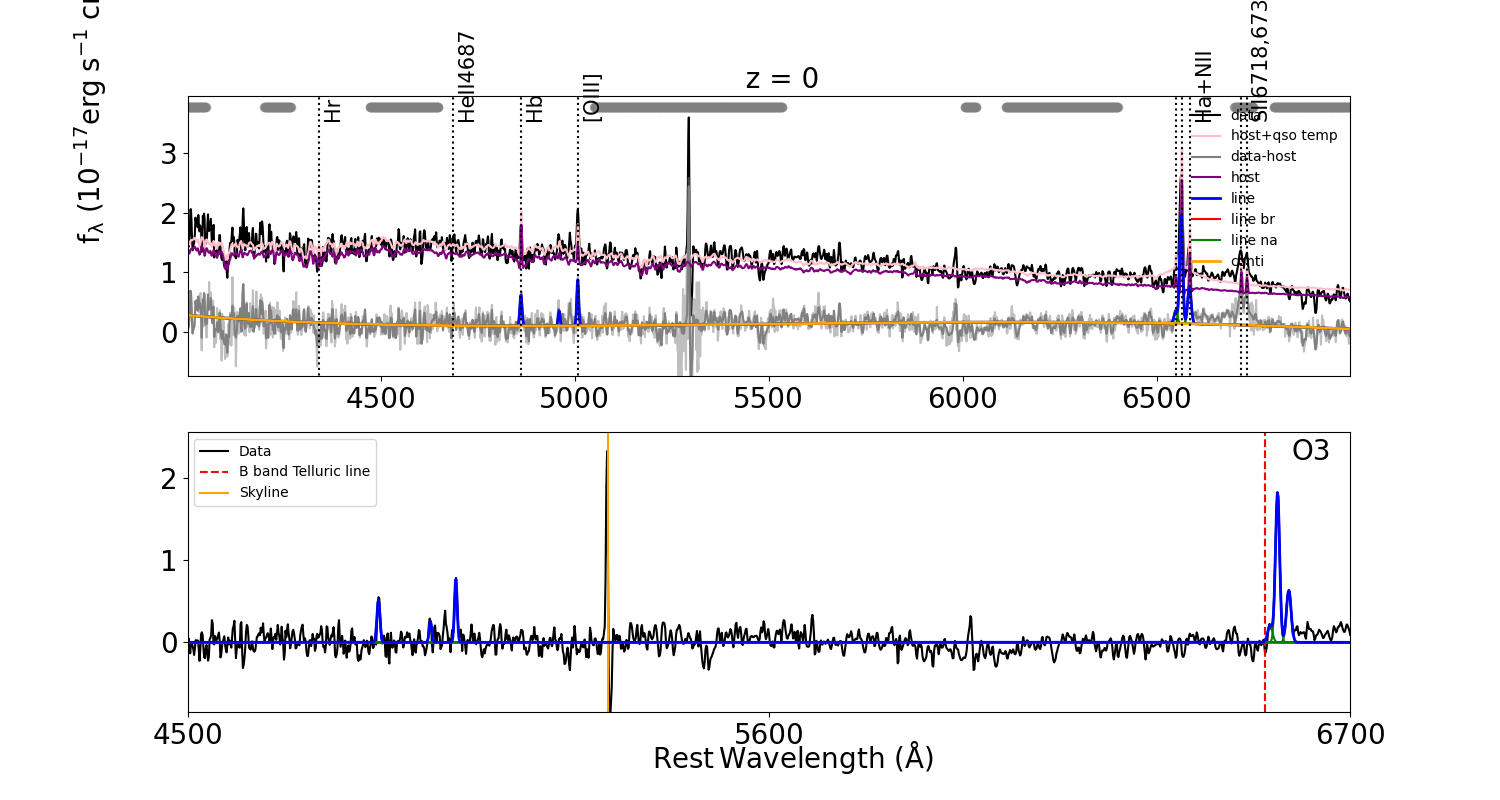 z = 0
f_λ (10^−17 erg s^−1 c
Hr
HeII4687
Hb
[OIII]
Ha+NII
SII6718,673
data
host+qso temp
data-host
host
line
line br
line na
conti
3
2
1
0
4500 5000 5500 6000 6500
Data
B band Telluric line
Skyline
O3
2
1
0
4500 5600 6700
Rest Wavelength (Å)